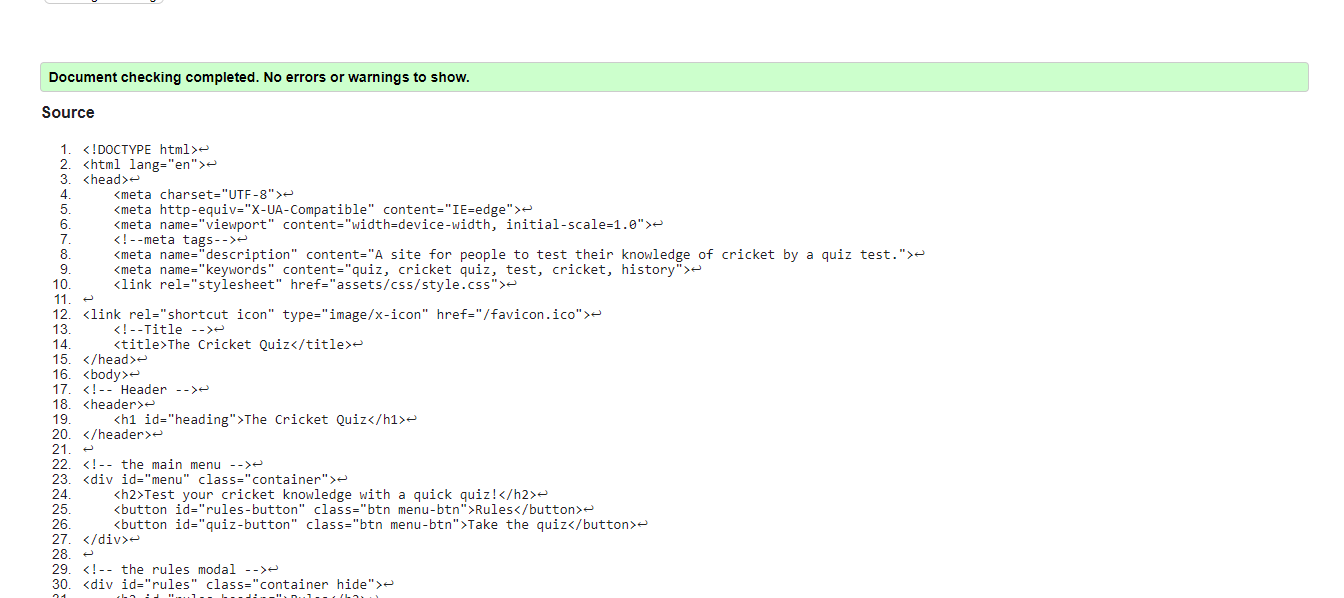 Document checking completed. No errors or warnings to show.
Source
1. <!DOCTYPE html>↩
2. <html lang="en">↩
3. <head>↩
4.     <meta charset="UTF-8">↩
5.     <meta http-equiv="X-UA-Compatible" content="IE=edge">↩
6.     <meta name="viewport" content="width=device-width, initial-scale=1.0">↩
7.     <!--meta tags-->↩
8.     <meta name="description" content="A site for people to test their knowledge of cricket by a quiz test.">↩
9.     <meta name="keywords" content="quiz, cricket quiz, test, cricket, history">↩
10.     <link rel="stylesheet" href="assets/css/style.css">↩
11. ↩
12. <link rel="shortcut icon" type="image/x-icon" href="/favicon.ico">↩
13.     <!--Title -->↩
14.     <title>The Cricket Quiz</title>↩
15. </head>↩
16. <body>↩
17. <!-- Header -->↩
18. <header>↩
19.     <h1 id="heading">The Cricket Quiz</h1>↩
20. </header>↩
21. ↩
22. <!-- the main menu -->↩
23. <div id="menu" class="container">↩
24.     <h2>Test your cricket knowledge with a quick quiz!</h2>↩
25.     <button id="rules-button" class="btn menu-btn">Rules</button>↩
26.     <button id="quiz-button" class="btn menu-btn">Take the quiz</button>↩
27. </div>↩
28. ↩
29. <!-- the rules modal -->↩
30. <div id="rules" class="container hide">↩
31.     <h2 id="rules-heading">Rules</h2>↩